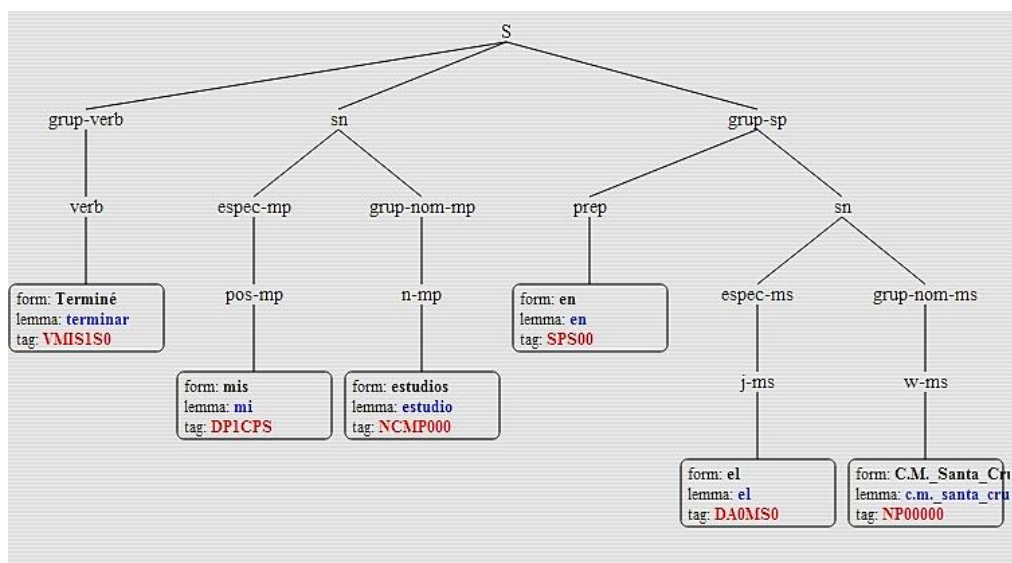 S
grup-verb sn grup-sp
verb espec-mp grup-nom-mp prep sn
form: Terminé
lemma: terminar
tag: VMIS1S0
pos-mp n-mp
form: en
lemma: en
tag: SPS00
espec-ms grup-nom-ms
form: mis
lemma: mi
tag: DP1CPS
form: estudios
lemma: estudio
tag: NCMP000
j-ms w-ms
form: el
lemma: el
tag: DA0MS0
form: C.M._Santa_Cru
lemma: c.m._santa_cru
tag: NP00000